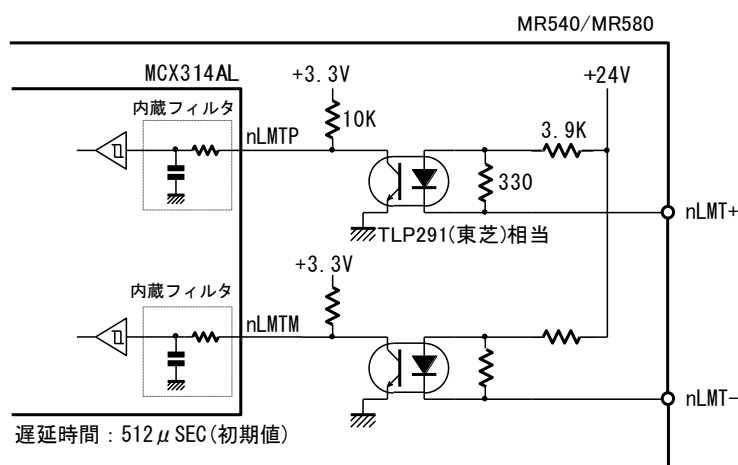 MR540/MR580
MCX314AL
+3.3V
+24V
内蔵フィルタ
nLMTP
10K
3.9K
330
nLMT+
TLP291(東芝)相当
+3.3V
内蔵フィルタ
nLMTM
nLMT−
遅延時間：512μSEC(初期値)